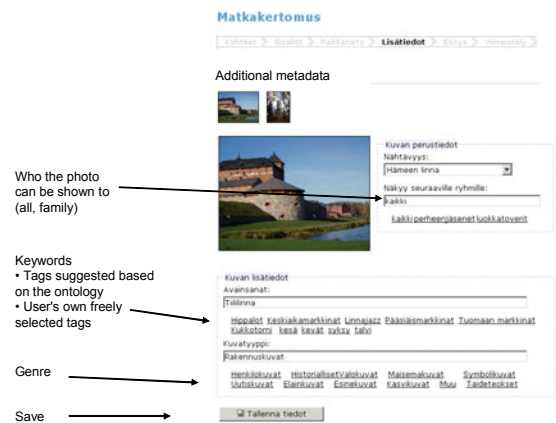 Matkakertomus
Kohteet Sisällöt Paikkatieto Lisätiedot Esitys Viimeistely
Additional metadata
Kuvan perustiedot
Nähtävyys:
Hämeen linna
Who the photo
can be shown to
(all, family)
Näkyy seuraaville ryhmille:
kaikki
kaikki perheenjäsenet luokkatoverit
Keywords
• Tags suggested based
on the ontology
• User's own freely
selected tags
Kuvan lisätiedot
Avainsanat:
Tiililinna
Hippalot Keskiaikamarkkinat Linnajazz Pääsiäismarkkinat Tuomaan markkinat
Kukkotorni kesä kevät syksy talvi
Kuvatyyppi:
Rakennuskuvat
Genre
Henkilokuvat HistoriallisetValokuvat Maisemakuvat Symbolikuvat
Uutiskuvat Elainkuvat Esinekuvat Kasvikuvat Muu Taideteokset
Save
Tallenna tiedot